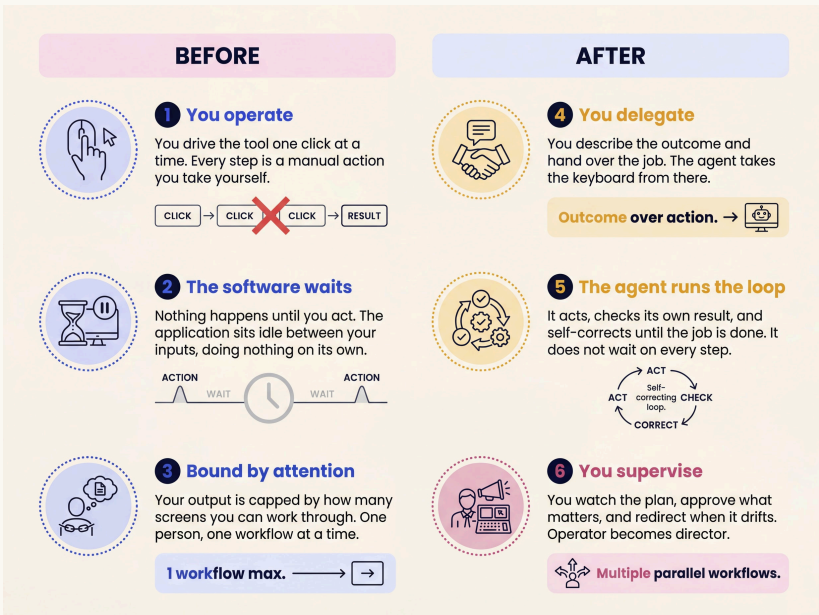 BEFORE
1 You operate
You drive the tool one click at a
time. Every step is a manual action
you take yourself.
CLICK → CLICK CLICK → RESULT
2 The software waits
Nothing happens until you act. The
application sits idle between your
inputs, doing nothing on its own.
ACTION WAIT WAIT ACTION
3 Bound by attention
Your output is capped by how many
screens you can work through. One
person, one workflow at a time.
1 workflow max. →
AFTER
4 You delegate
You describe the outcome and
hand over the job. The agent takes
the keyboard from there.
Outcome over action. →
5 The agent runs the loop
It acts, checks its own result, and
self-corrects until the job is done. It
does not wait on every step.
ACT
ACT Self-
correcting
loop. CHECK
CORRECT
6 You supervise
You watch the plan, approve what
matters, and redirect when it drifts.
Operator becomes director.
Multiple parallel workflows.